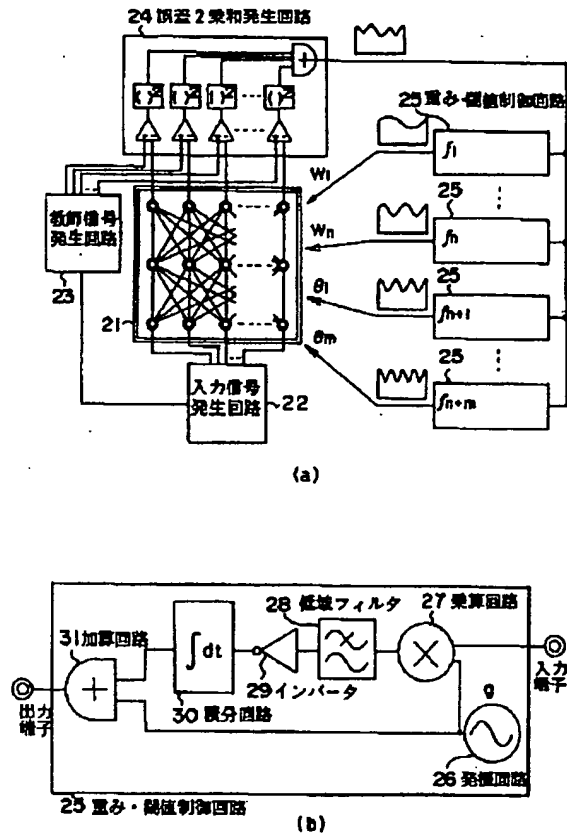 24 誤差2乗和発生回路
( )²
( )²
( )²
( )²
+
25 重み・閾値制御回路
f1
W1
25
fn
Wn
教師信号
発生回路
23
25
fn+1
θ1
21
25
fn+m
θm
入力信号
発生回路
22
(a)
28 低域フィルタ
27 乗算回路
31 加算回路
∫dt
29 インバータ
30 積分回路
入力
端子
出力
端子
g
26 発振回路
25 重み・閾値制御回路
(b)